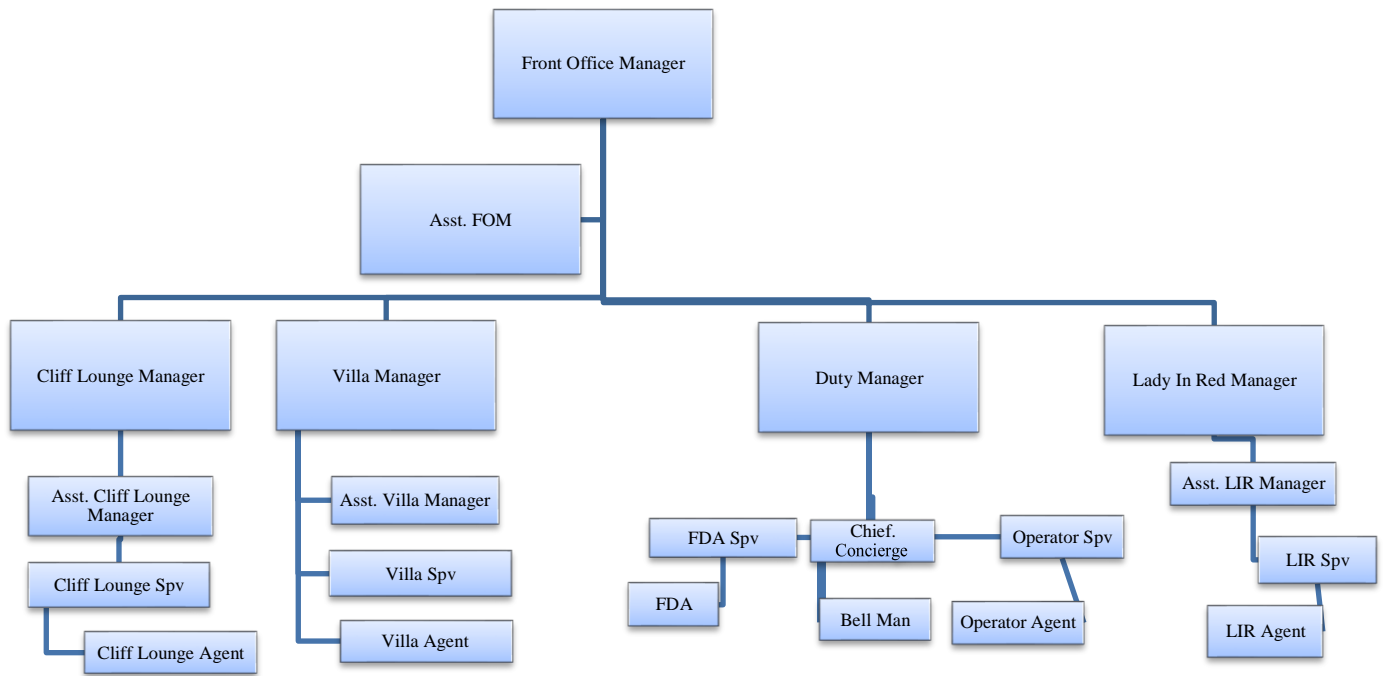 Front Office Manager
Asst. FOM
Cliff Lounge Manager
Villa Manager
Duty Manager
Lady In Red Manager
Asst. Cliff Lounge
Manager
Asst. Villa Manager
Asst. LIR Manager
FDA Spv
Chief.
Concierge
Operator Spv
Cliff Lounge Spv
Villa Spv
LIR Spv
FDA
Bell Man
Operator Agent
LIR Agent
Cliff Lounge Agent
Villa Agent